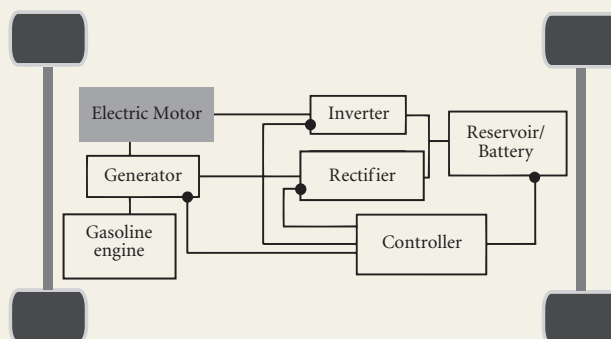 Electric Motor
Inverter
Reservoir/
Battery
Generator
Rectifier
Gasoline
engine
Controller